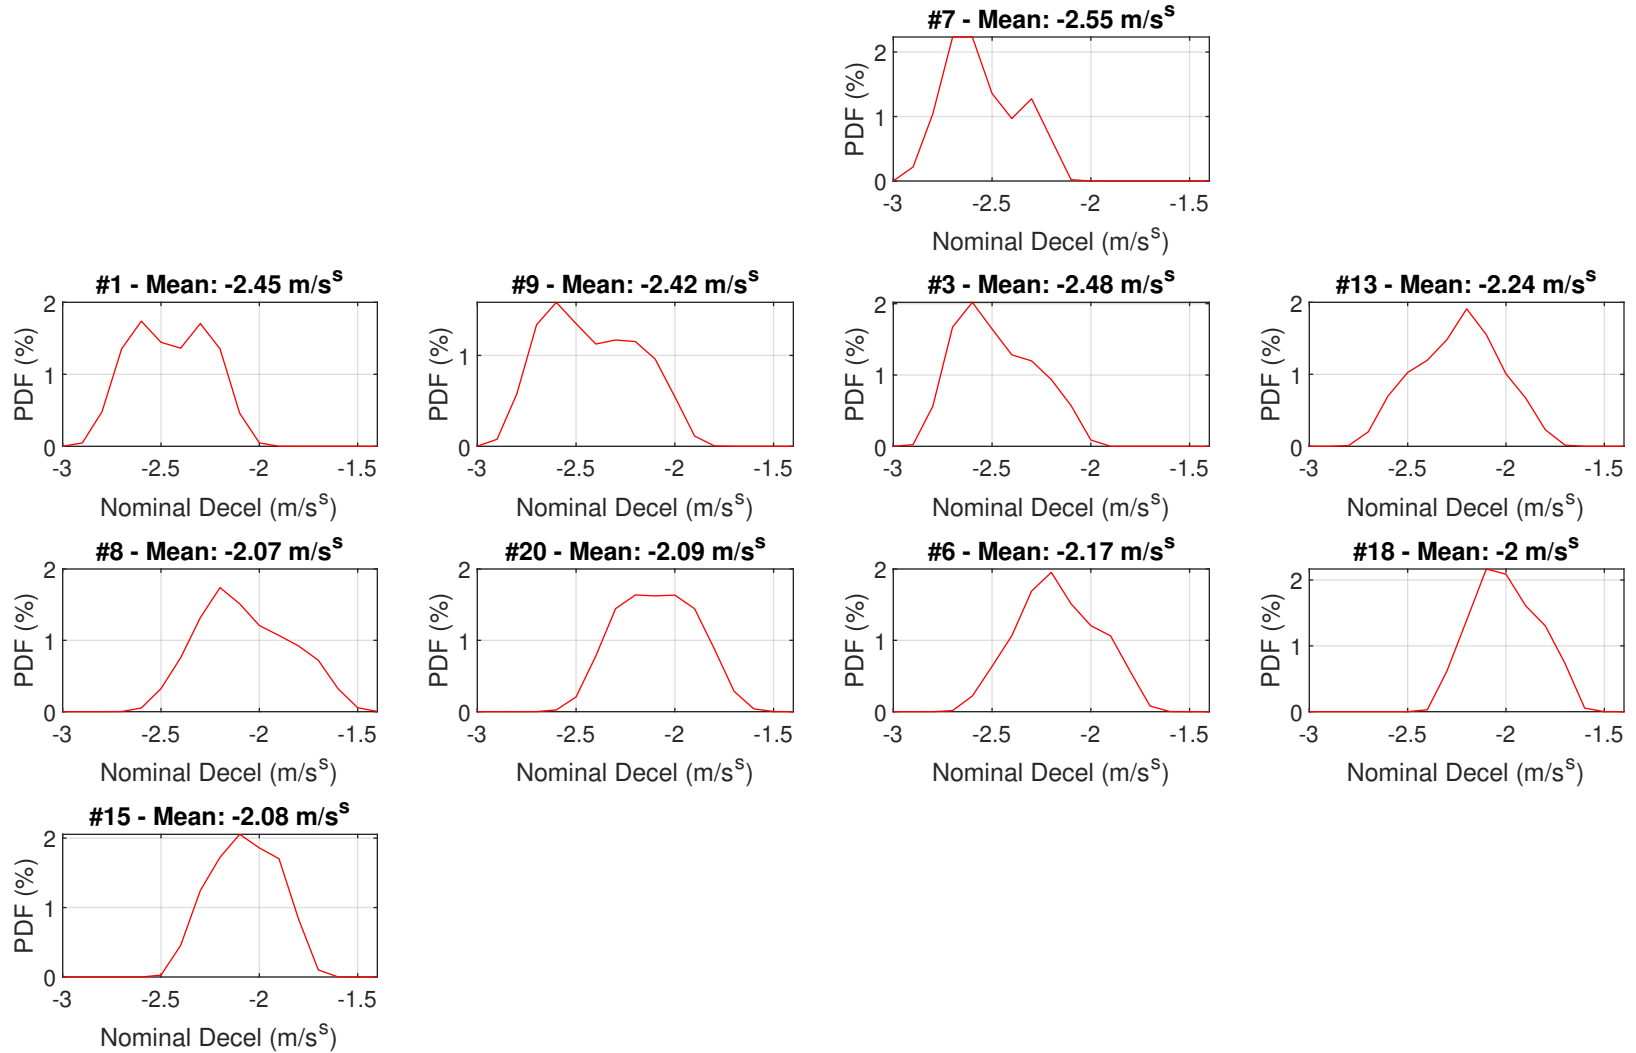 #7 - Mean: -2.55 m/s^s
PDF (%)
2
1
0
-3 -2.5 -2 -1.5
Nominal Decel (m/s^s)
#1 - Mean: -2.45 m/s^s
PDF (%)
2
1
0
-3 -2.5 -2 -1.5
Nominal Decel (m/s^s)
#9 - Mean: -2.42 m/s^s
PDF (%)
1
0
-3 -2.5 -2 -1.5
Nominal Decel (m/s^s)
#3 - Mean: -2.48 m/s^s
PDF (%)
2
1
0
-3 -2.5 -2 -1.5
Nominal Decel (m/s^s)
#13 - Mean: -2.24 m/s^s
PDF (%)
2
1
0
-3 -2.5 -2 -1.5
Nominal Decel (m/s^s)
#8 - Mean: -2.07 m/s^s
PDF (%)
2
1
0
-3 -2.5 -2 -1.5
Nominal Decel (m/s^s)
#20 - Mean: -2.09 m/s^s
PDF (%)
2
1
0
-3 -2.5 -2 -1.5
Nominal Decel (m/s^s)
#6 - Mean: -2.17 m/s^s
PDF (%)
2
1
0
-3 -2.5 -2 -1.5
Nominal Decel (m/s^s)
#18 - Mean: -2 m/s^s
PDF (%)
2
1
0
-3 -2.5 -2 -1.5
Nominal Decel (m/s^s)
#15 - Mean: -2.08 m/s^s
PDF (%)
2
1
0
-3 -2.5 -2 -1.5
Nominal Decel (m/s^s)